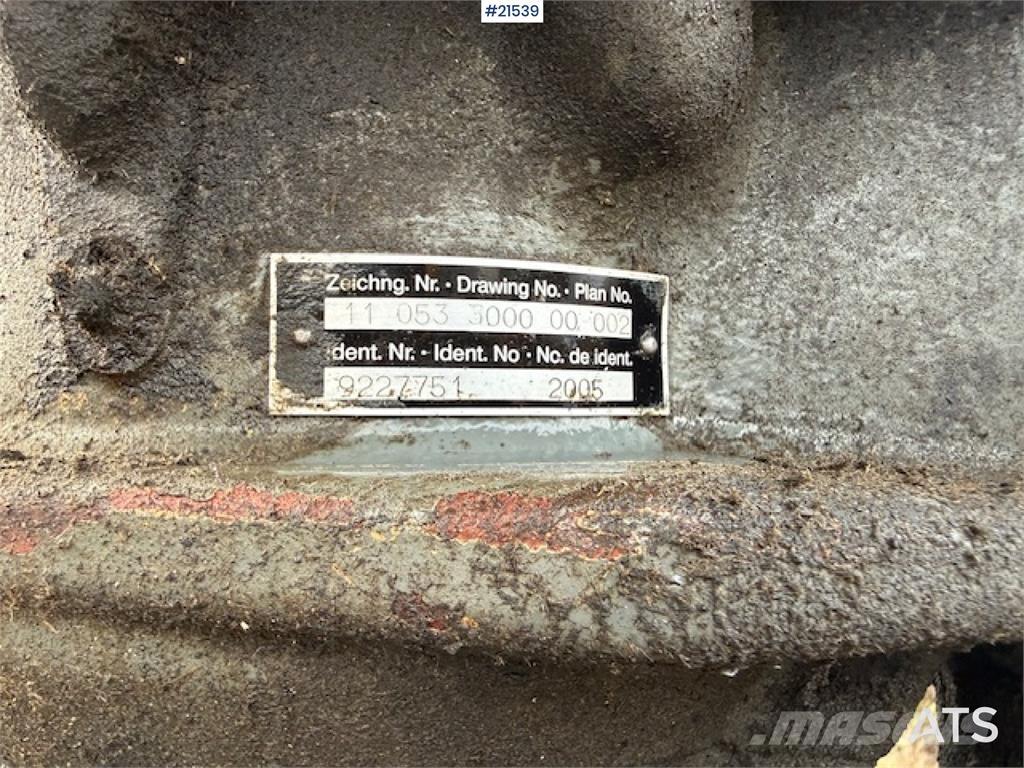 #21539
Zeichng. Nr. · Drawing No. · Plan No.
11 053 3000 00 002
dent. Nr. · Ident. No · No. de ident.
9227751 2005
MASCUS
ATS